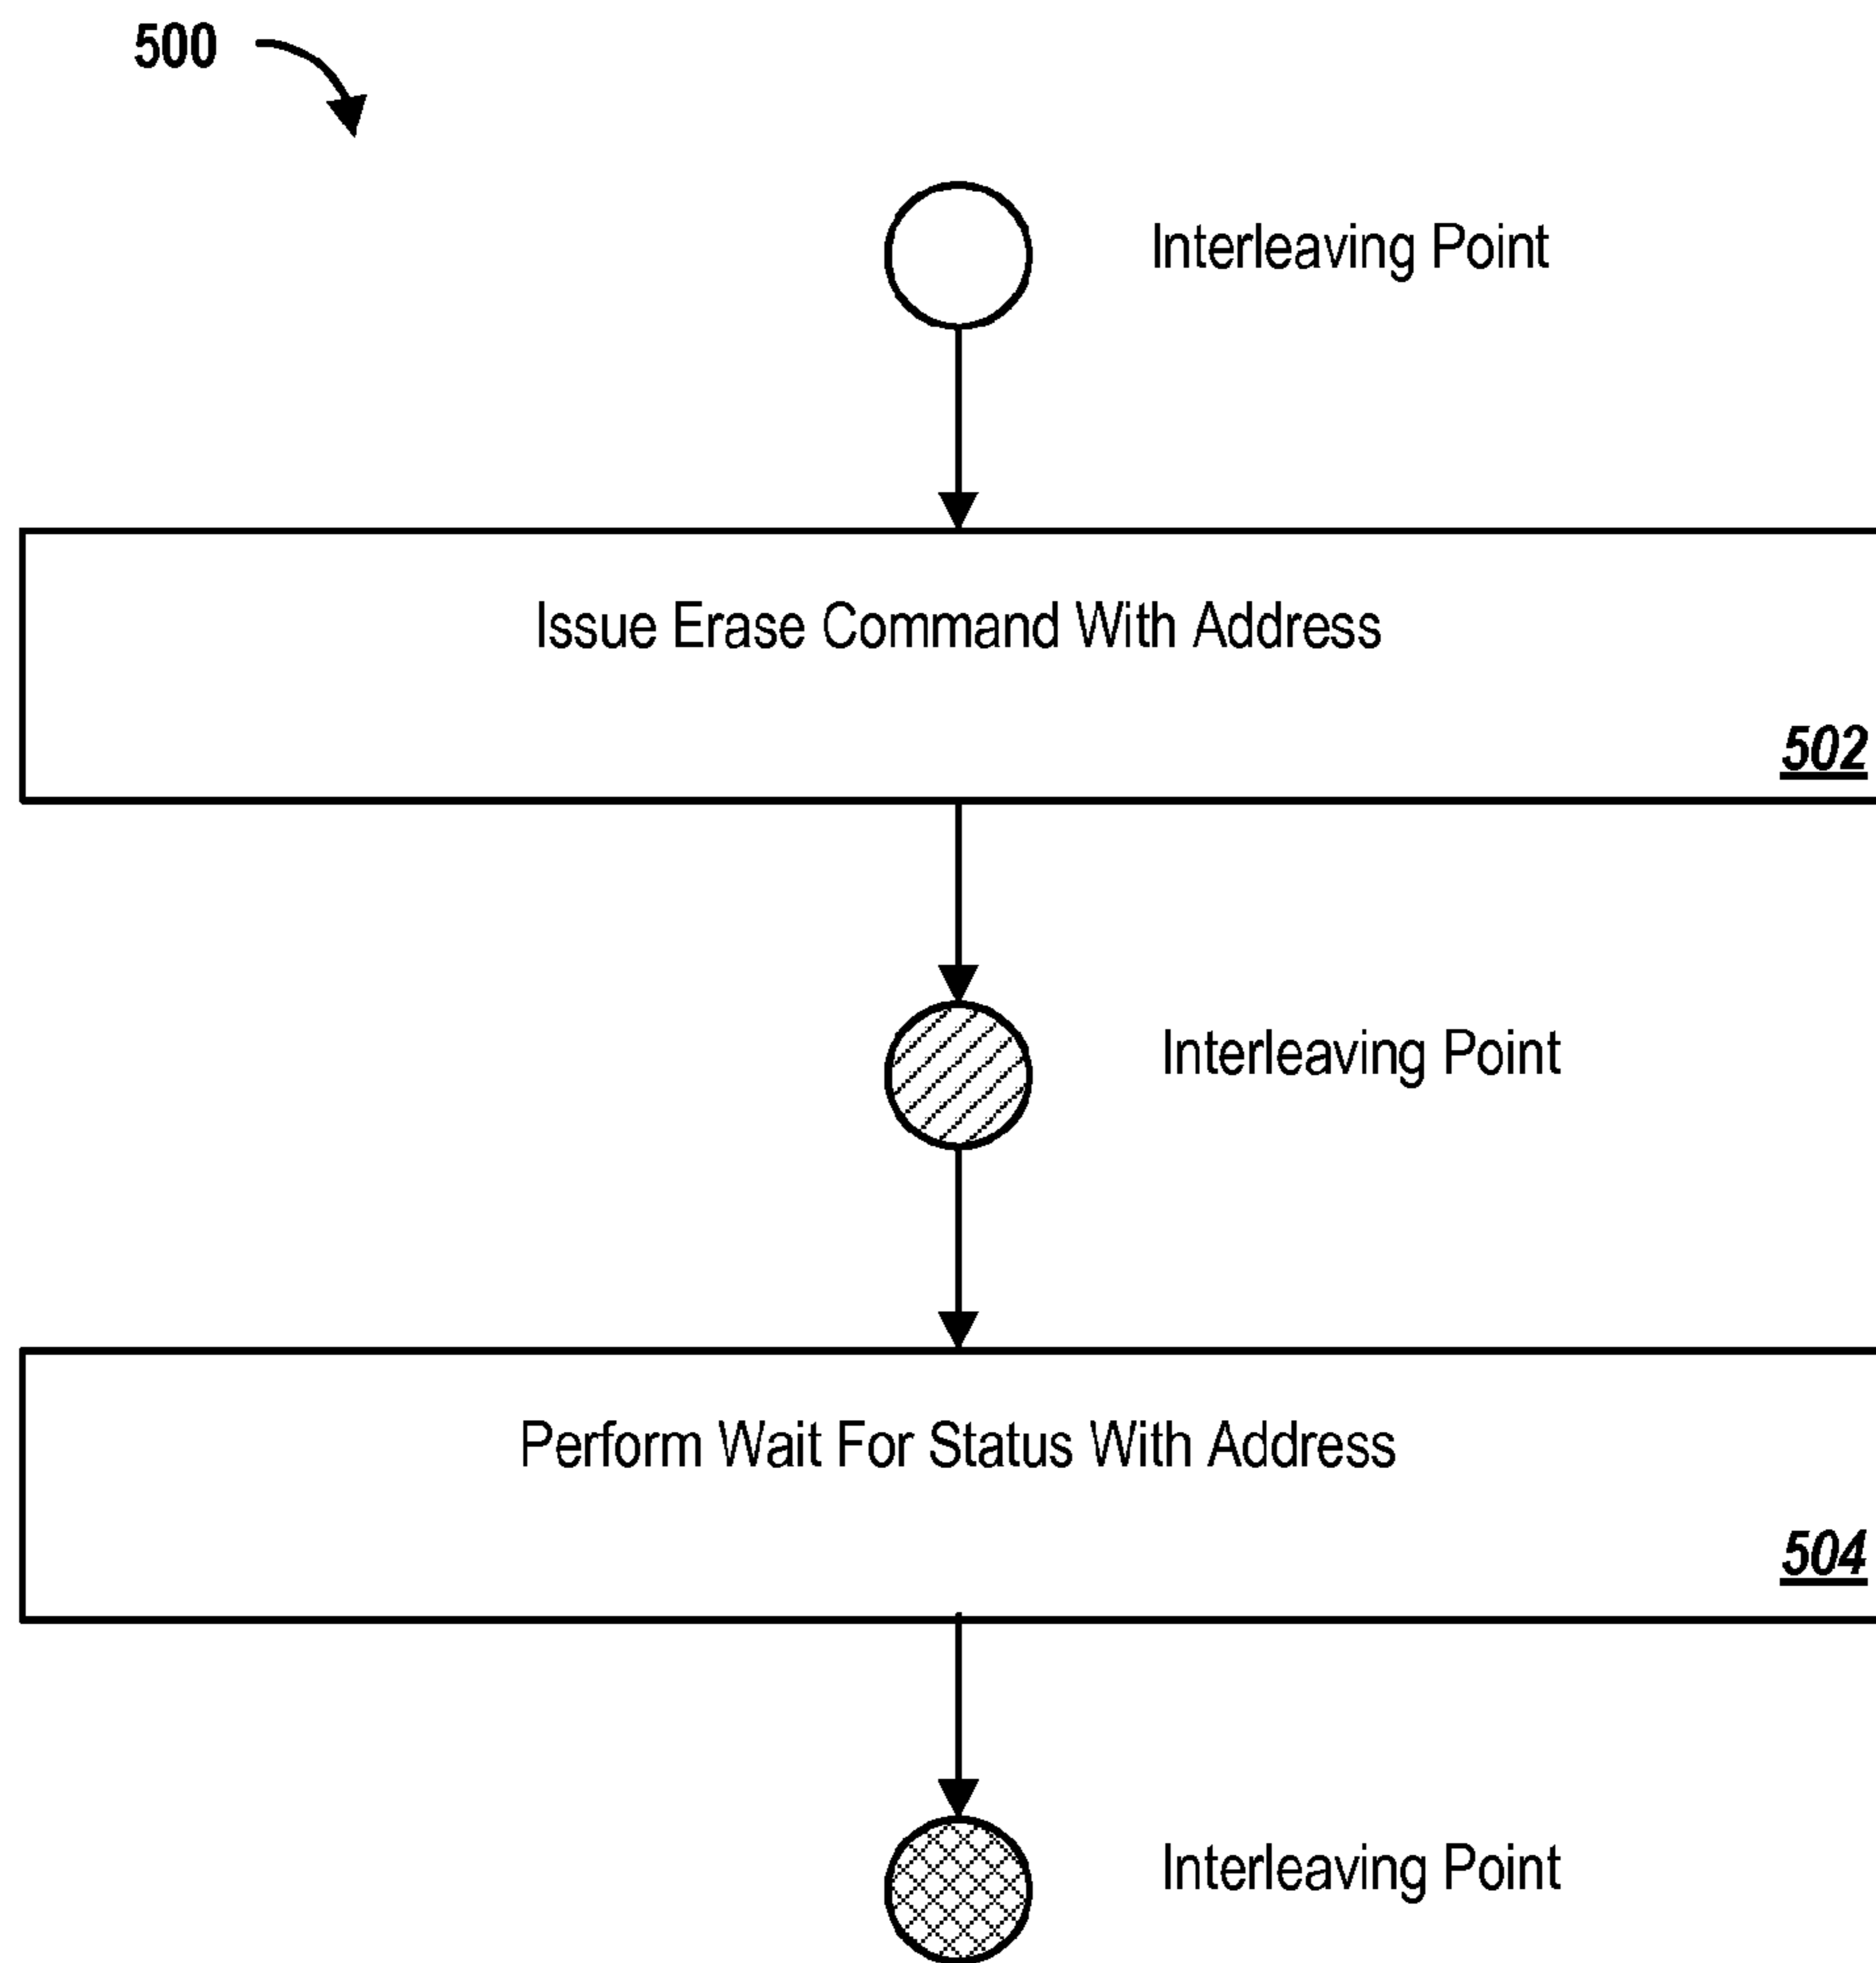 500
Interleaving Point
Issue Erase Command With Address
502
Interleaving Point
Perform Wait For Status With Address
504
Interleaving Point